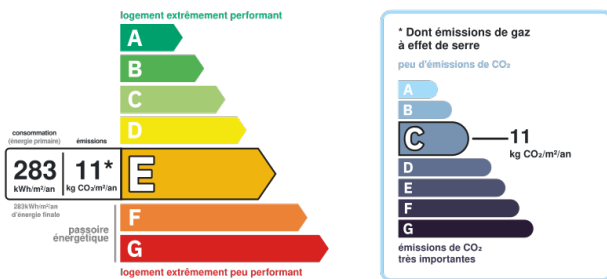 logement extrêmement performant
A
B
C
D
consommation
(énergie primaire)
émissions
283
kWh/m²/an
11*
kg CO₂/m²/an
E
283kWh/m²/an
d'énergie finale
F
G
passoire
énergétique
logement extrêmement peu performant
* Dont émissions de gaz
à effet de serre
peu d'émissions de CO₂
A
B
C
11
kg CO₂/m²/an
D
E
F
G
émissions de CO₂
très importantes